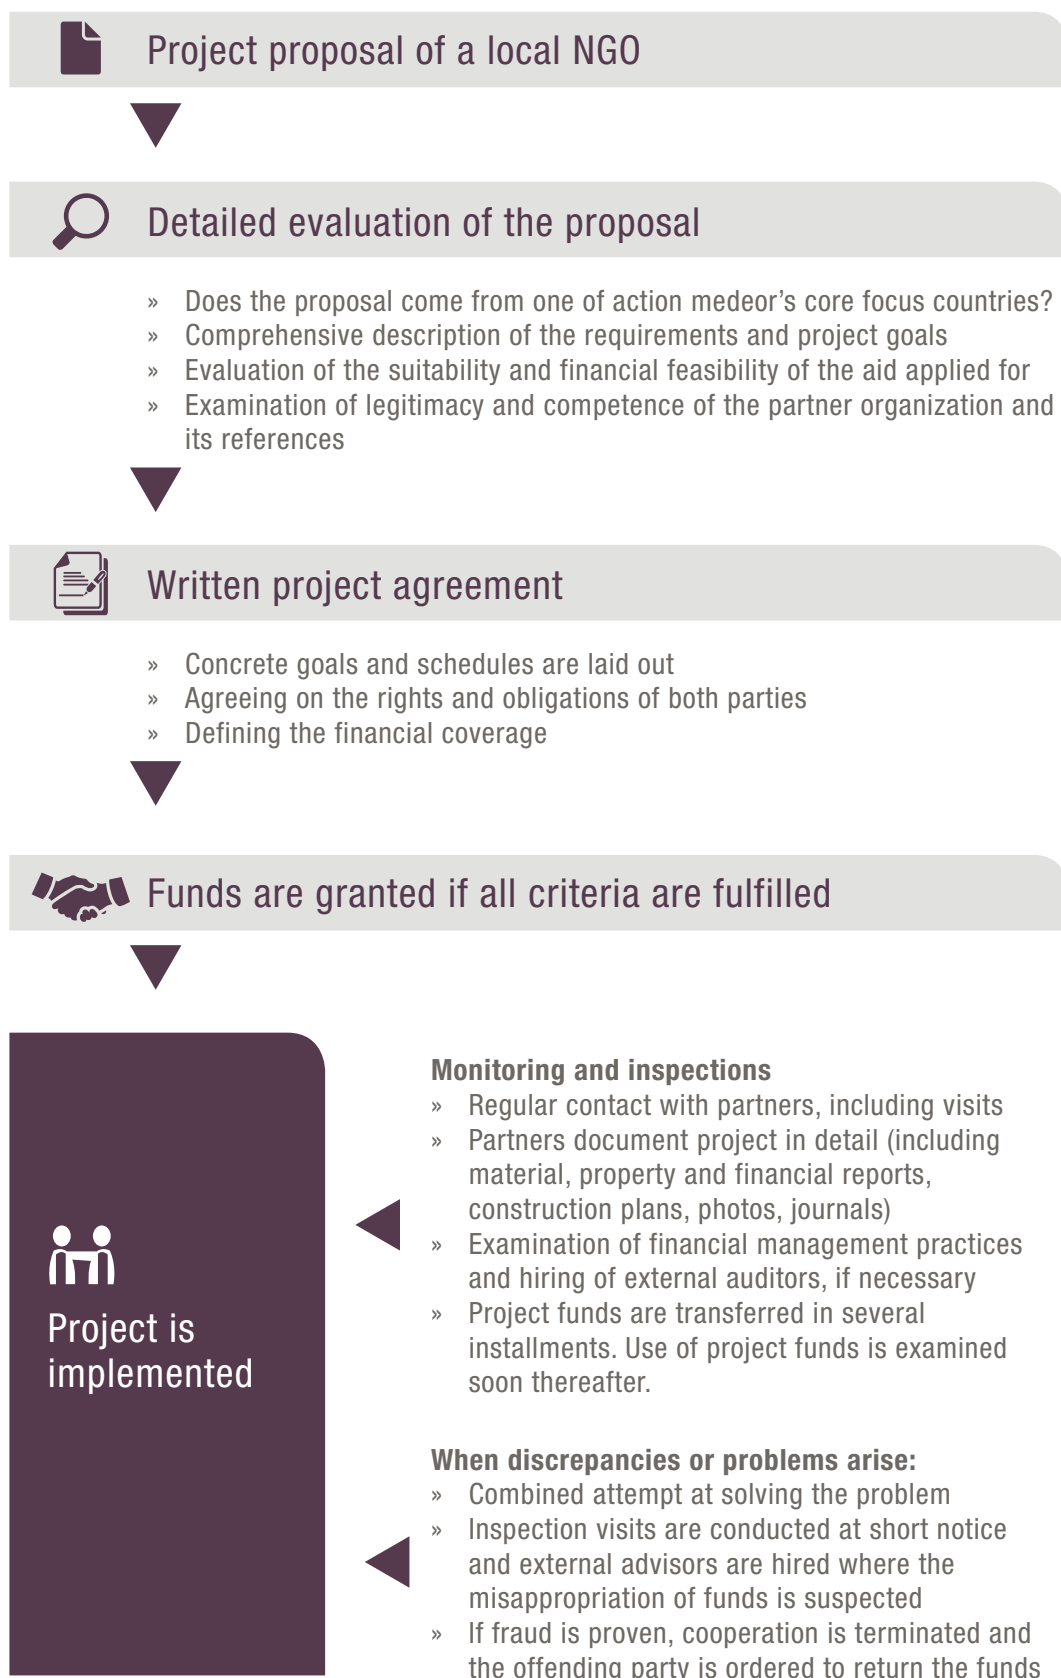 Project proposal of a local NGO
Detailed evaluation of the proposal
» Does the proposal come from one of action medeor's core focus countries?
» Comprehensive description of the requirements and project goals
» Evaluation of the suitability and financial feasibility of the aid applied for
» Examination of legitimacy and competence of the partner organization and
its references
Written project agreement
» Concrete goals and schedules are laid out
» Agreeing on the rights and obligations of both parties
» Defining the financial coverage
Funds are granted if all criteria are fulfilled
Project is
implemented
Monitoring and inspections
» Regular contact with partners, including visits
» Partners document project in detail (including
material, property and financial reports,
construction plans, photos, journals)
» Examination of financial management practices
and hiring of external auditors, if necessary
» Project funds are transferred in several
installments. Use of project funds is examined
soon thereafter.
When discrepancies or problems arise:
» Combined attempt at solving the problem
» Inspection visits are conducted at short notice
and external advisors are hired where the
misappropriation of funds is suspected
» If fraud is proven, cooperation is terminated and
the offending party is ordered to return the funds